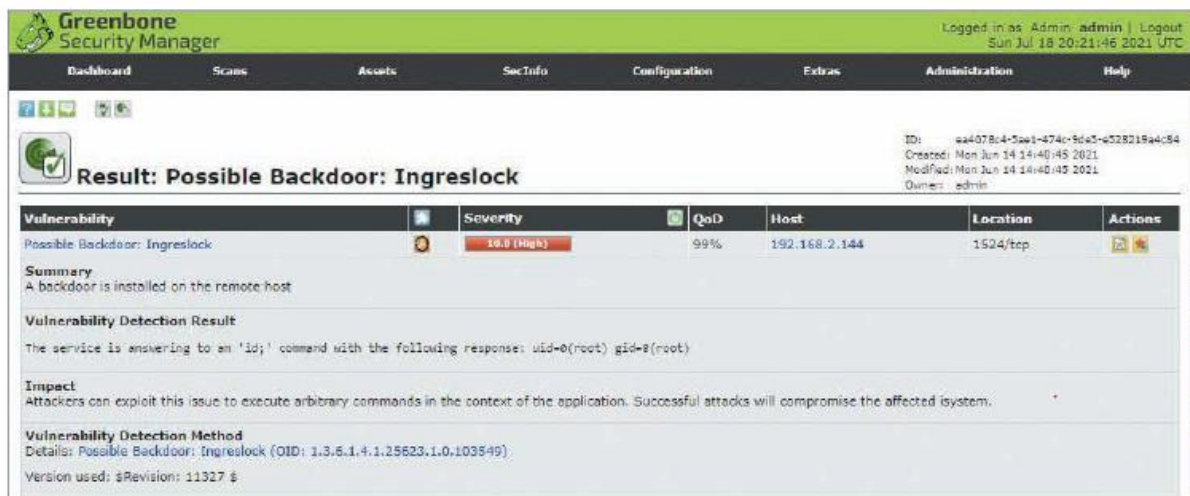 Greenbone
Security Manager
Logged in as Admin admin | Logout
Sun Jul 18 20:21:46 2021 UTC
Dashboard Scans Assets SecInfo Configuration Extras Administration Help
Result: Possible Backdoor: Ingreslock
ID: ea4078c4-5ae1-474c-9de5-e528219a4c84
Created: Mon Jun 14 14:40:45 2021
Modified: Mon Jun 14 14:40:45 2021
Owner: admin
Vulnerability Severity QoD Host Location Actions
Possible Backdoor: Ingreslock 10.0 (High) 99% 192.168.2.144 1524/tcp
Summary
A backdoor is installed on the remote host
Vulnerability Detection Result
The service is answering to an 'id;' command with the following response: uid=0(root) gid=0(root)
Impact
Attackers can exploit this issue to execute arbitrary commands in the context of the application. Successful attacks will compromise the affected isystem.
Vulnerability Detection Method
Details: Possible Backdoor: Ingreslock (OID: 1.3.6.1.4.1.25623.1.0.103549)
Version used: $Revision: 11327 $